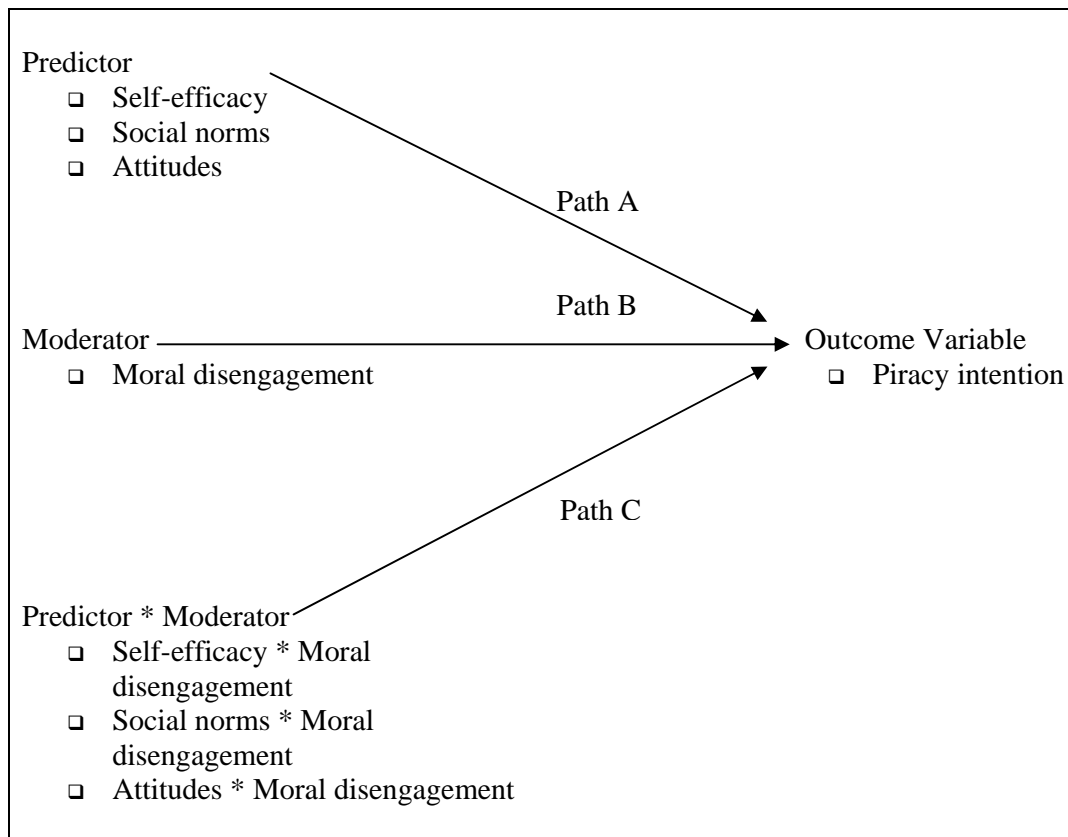 Predictor
❑ Self-efficacy
❑ Social norms
❑ Attitudes
Path A
Path B
Moderator
❑ Moral disengagement
Outcome Variable
❑ Piracy intention
Path C
Predictor * Moderator
❑ Self-efficacy * Moral
disengagement
❑ Social norms * Moral
disengagement
❑ Attitudes * Moral disengagement